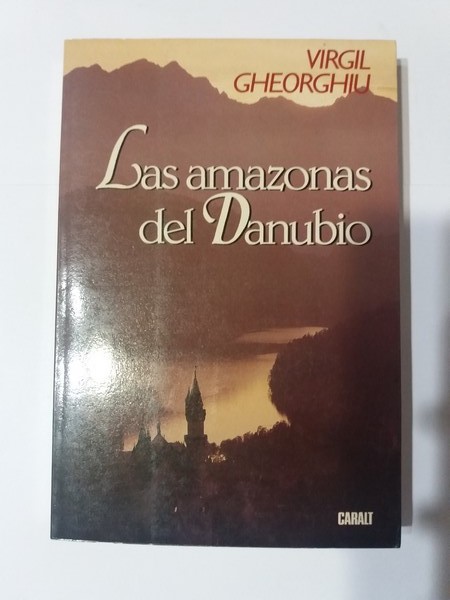 VIRGIL
GHEORGHIU
Las amazonas
del Danubio
CARALT